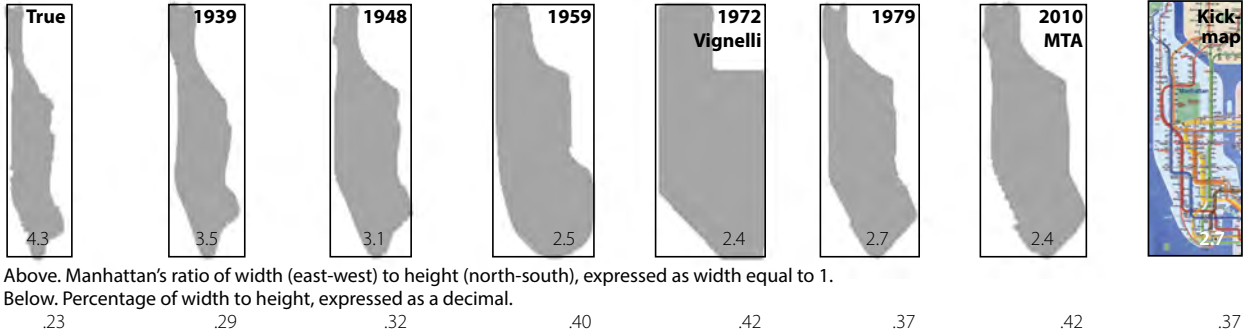 True 1939 1948 1959 1972 1979 2010 Kick-
Vignelli MTA map
4.3 3.5 3.1 2.5 2.4 2.7 2.4 2.7
Manhattan
Above. Manhattan's ratio of width (east-west) to height (north-south), expressed as width equal to 1.
Below. Percentage of width to height, expressed as a decimal.
.23 .29 .32 .40 .42 .37 .42 .37